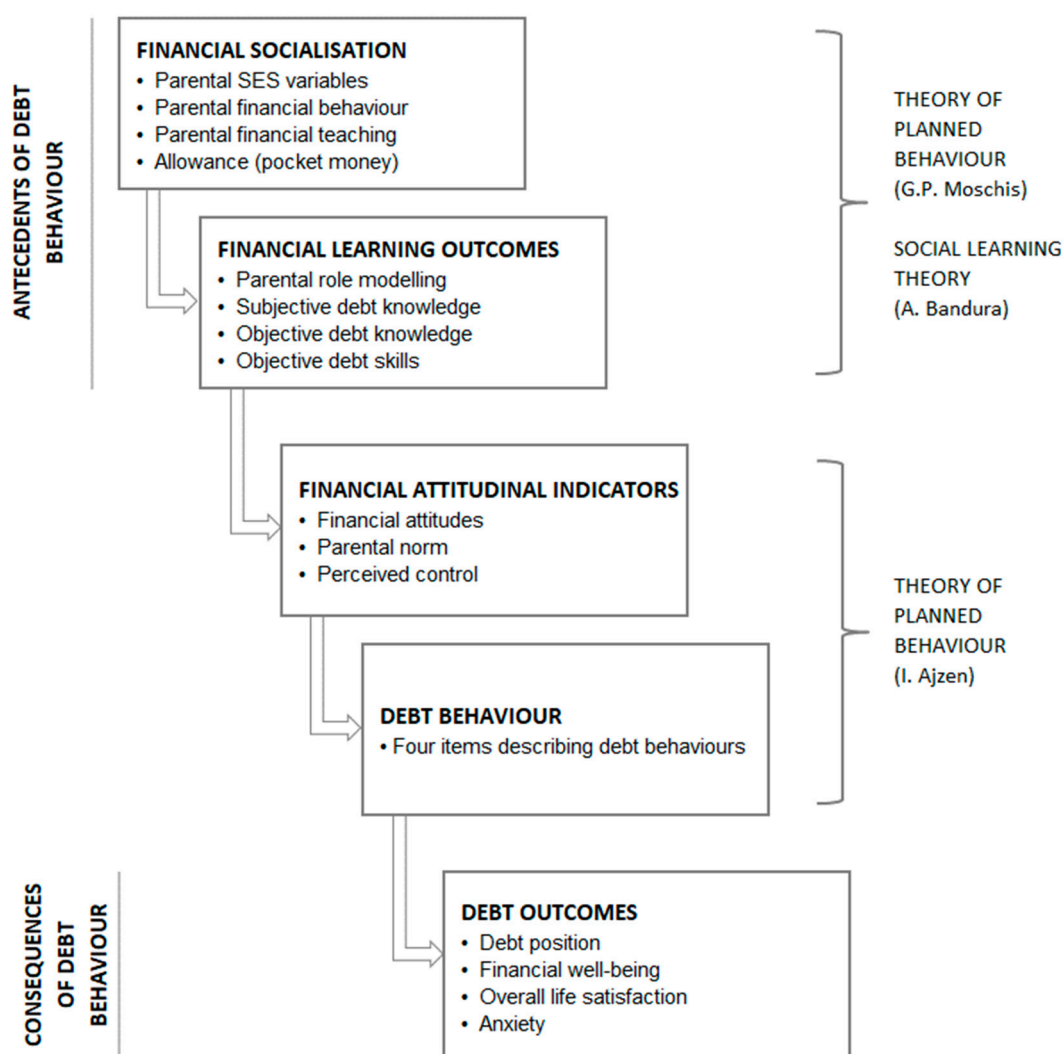 ANTECEDENTS OF DEBT
BEHAVIOUR
FINANCIAL SOCIALISATION
• Parental SES variables
• Parental financial behaviour
• Parental financial teaching
• Allowance (pocket money)
THEORY OF
PLANNED
BEHAVIOUR
(G.P. Moschis)
SOCIAL LEARNING
THEORY
(A. Bandura)
FINANCIAL LEARNING OUTCOMES
• Parental role modelling
• Subjective debt knowledge
• Objective debt knowledge
• Objective debt skills
FINANCIAL ATTITUDINAL INDICATORS
• Financial attitudes
• Parental norm
• Perceived control
THEORY OF
PLANNED
BEHAVIOUR
(I. Ajzen)
DEBT BEHAVIOUR
• Four items describing debt behaviours
CONSEQUENCES
OF DEBT
BEHAVIOUR
DEBT OUTCOMES
• Debt position
• Financial well-being
• Overall life satisfaction
• Anxiety